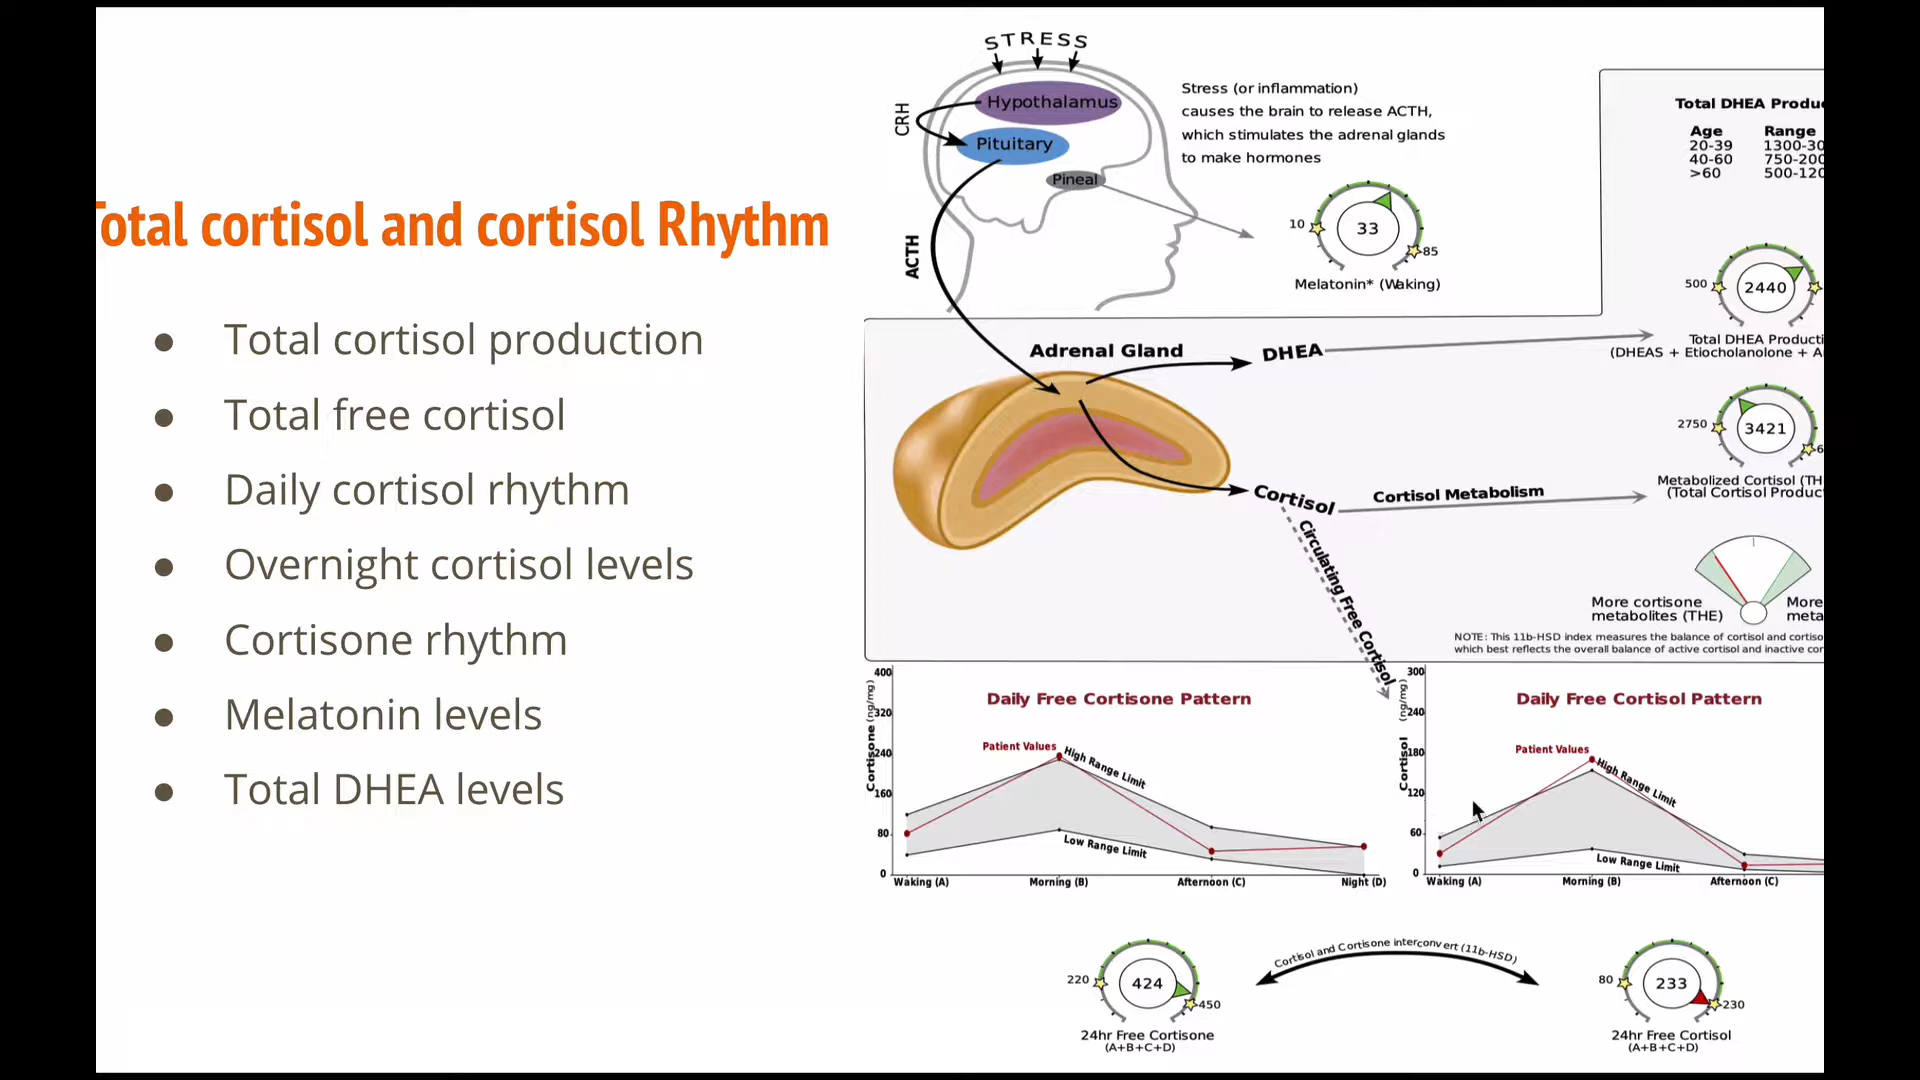 Total cortisol and cortisol Rhythm
● Total cortisol production
● Total free cortisol
● Daily cortisol rhythm
● Overnight cortisol levels
● Cortisone rhythm
● Melatonin levels
● Total DHEA levels
STRESS
Hypothalamus
CRH
Pituitary
Pineal
ACTH
Stress (or inflammation)
causes the brain to release ACTH,
which stimulates the adrenal glands
to make hormones
10
33
85
Melatonin* (Waking)
Total DHEA Produ
Age Range
20-39 1300-30
40-60 750-200
>60 500-120
500
2440
Total DHEA Producti
(DHEAS + Etiocholanolone + A
Adrenal Gland
DHEA
2750
3421
6
Metabolized Cortisol (TH
(Total Cortisol Produc
Cortisol
Cortisol Metabolism
Circulating Free Cortisol
More cortisone
metabolites (THE)
More
meta
NOTE: This 11b-HSD index measures the balance of cortisol and cortiso
which best reflects the overall balance of active cortisol and inactive cor
Daily Free Cortisone Pattern
Cortisone (ng/mg)
400
320
240
160
80
0
Patient Values
High Range Limit
Low Range Limit
Waking (A) Morning (B) Afternoon (C) Night (D)
Daily Free Cortisol Pattern
Cortisol (ng/mg)
300
240
180
120
60
0
Patient Values
High Range Limit
Low Range Limit
Waking (A) Morning (B) Afternoon (C)
220
424
450
24hr Free Cortisone
(A+B+C+D)
Cortisol and Cortisone interconvert (11b-HSD)
80
233
230
24hr Free Cortisol
(A+B+C+D)